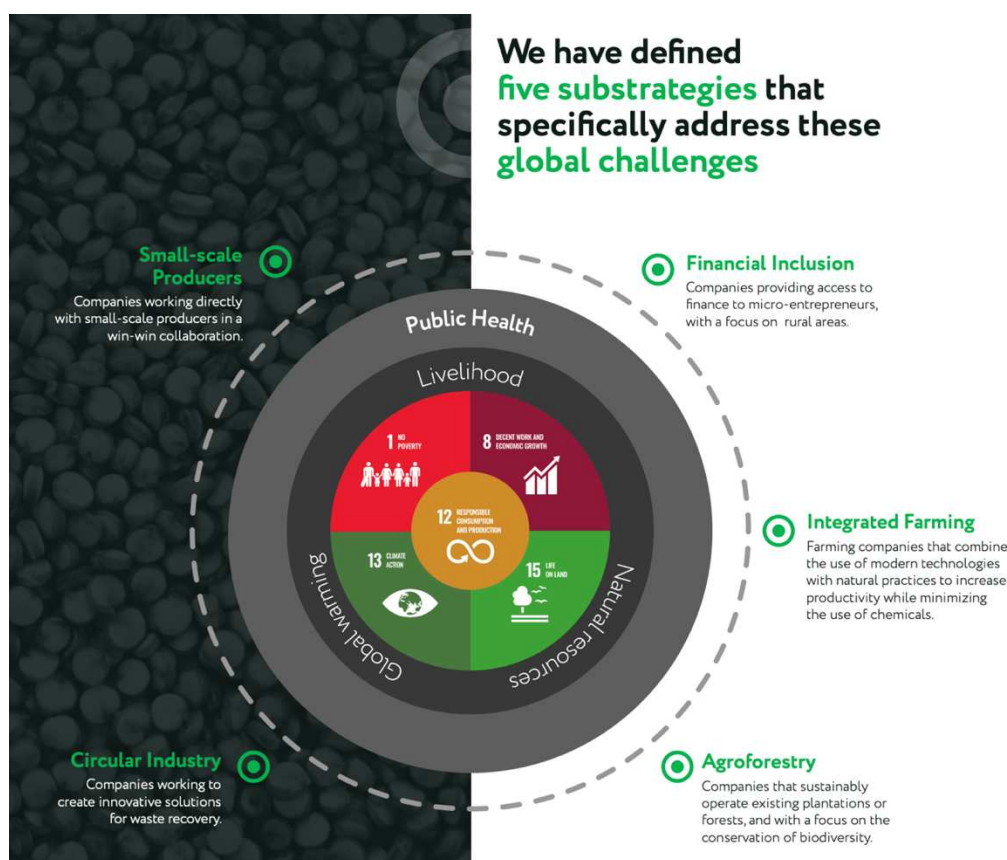 We have defined
five substrategies that
specifically address these
global challenges
Small-scale
Producers
Companies working directly
with small-scale producers in a
win-win collaboration.
Financial Inclusion
Companies providing access to
finance to micro-entrepreneurs,
with a focus on rural areas.
Public Health
Livelihood
1 NO
POVERTY
8 DECENT WORK AND
ECONOMIC GROWTH
12 RESPONSIBLE
CONSUMPTION
AND PRODUCTION
13 CLIMATE
ACTION
15 LIFE
ON LAND
Global warming
Natural resources
Integrated Farming
Farming companies that combine
the use of modern technologies
with natural practices to increase
productivity while minimizing
the use of chemicals.
Circular Industry
Companies working to
create innovative solutions
for waste recovery.
Agroforestry
Companies that sustainably
operate existing plantations or
forests, and with a focus on the
conservation of biodiversity.